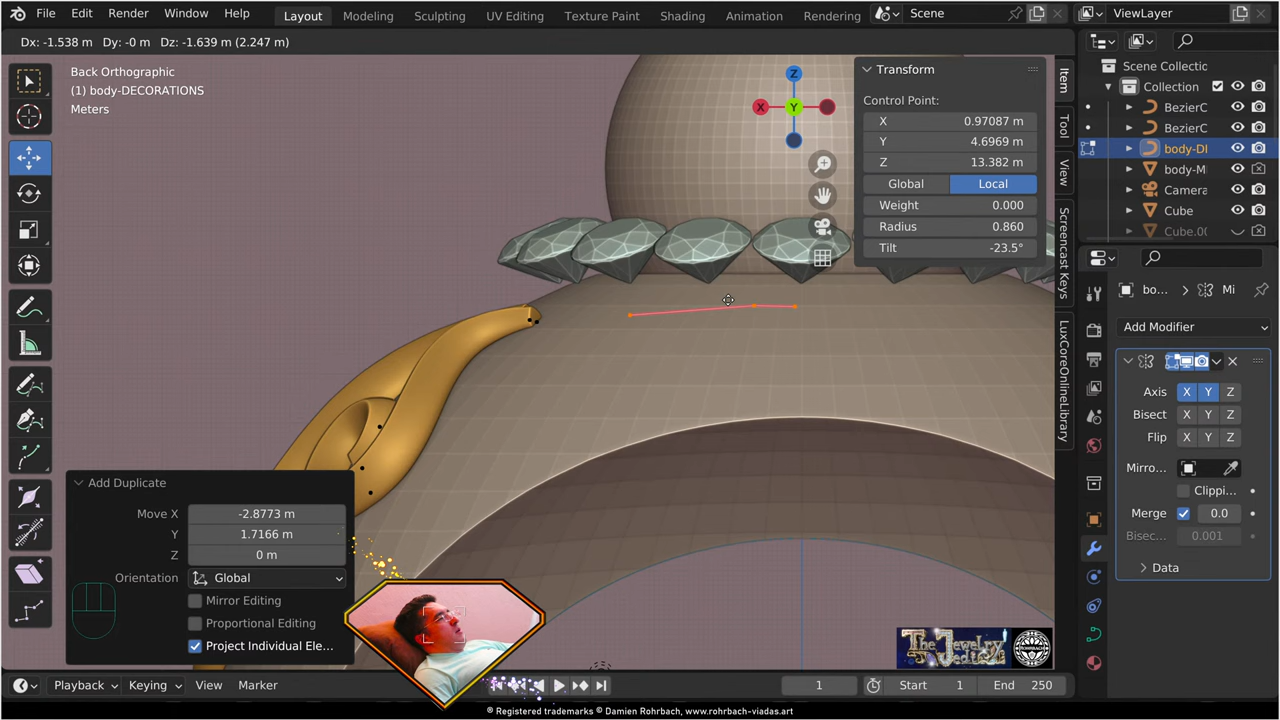 File Edit Render Window Help Layout Modeling Sculpting UV Editing Texture Paint Shading Animation Rendering Scene ViewLayer
Dx: -1.538 m Dy: -0 m Dz: -1.639 m (2.247 m)
Back Orthographic
(1) body-DECORATIONS
Meters
Z
X
Y
Transform
Control Point:
X 0.97087 m
Y 4.6969 m
Z 13.382 m
Global Local
Weight 0.000
Radius 0.860
Tilt -23.5°
Item
Tool
View
Screencast Keys
LuxCoreOnlineLibrary
Scene Collectic
Collection
BezierC
BezierC
body-DI
body-M
Camera
Cube
Cube.0(
bo... Mi
Add Modifier
Axis X Y Z
Bisect X Y Z
Flip X Y Z
Mirro...
Clippi...
Merge 0.0
Bisec... 0.001
Data
Add Duplicate
Move X -2.8773 m
Y 1.7166 m
Z 0 m
Orientation Global
Mirror Editing
Proportional Editing
Project Individual Ele...
The Jewelry
ROHRBACH
Playback Keying View Marker 1 Start 1 End 250
® Registered trademarks © Damien Rohrbach, www.rohrbach-viadas.art